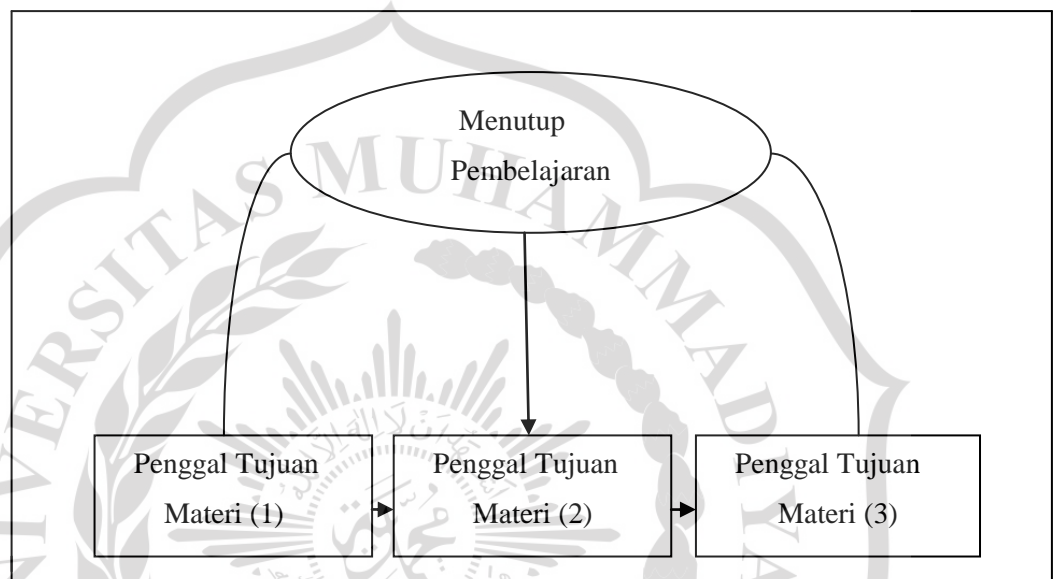 Menutup
Pembelajaran
Penggal Tujuan
Materi (1)
Penggal Tujuan
Materi (2)
Penggal Tujuan
Materi (3)